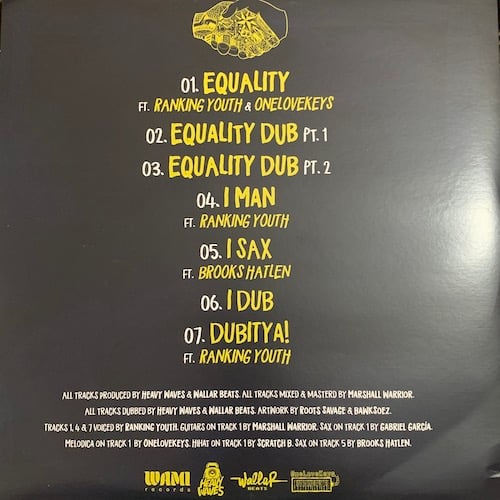 01. EQUALITY
FT. RANKING YOUTH & ONELOVEKEYS
02. EQUALITY DUB PT. 1
03. EQUALITY DUB PT. 2
04. I MAN
FT. RANKING YOUTH
05. I SAX
FT. BROOKS HATLEN
06. I DUB
07. DUBITYA!
FT. RANKING YOUTH
ALL TRACKS PRODUCED BY HEAVY WAVES & WALLAR BEATS. ALL TRACKS MIXED & MASTERD BY MARSHALL WARRIOR.
ALL TRACKS DUBBED BY HEAVY WAVES & WALLAR BEATS. ARTWORK BY ROOTS SAVAGE & BAWKSOEZ.
TRACKS 1, 4 & 7 VOICED BY RANKING YOUTH. GUITARS ON TRACK 1 BY MARSHALL WARRIOR. SAX ON TRACK 1 BY GABRIEL GARCÍA.
MELODICA ON TRACK 1 BY ONELOVEKEYS. HIHAT ON TRACK 1 BY SCRATCH B. SAX ON TRACK 5 BY BROOKS HATLEN.
WAMI records HEAVY WAVES WallaR BEATS OneLoveKeys